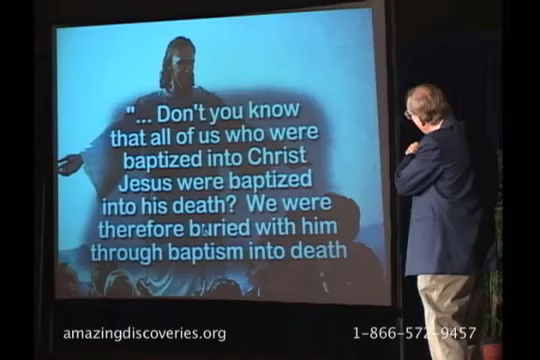 "... Don't you know
that all of us who were
baptized into Christ
Jesus were baptized
into his death? We were
therefore buried with him
through baptism into death
amazingdiscoveries.org
1-866-572-9457